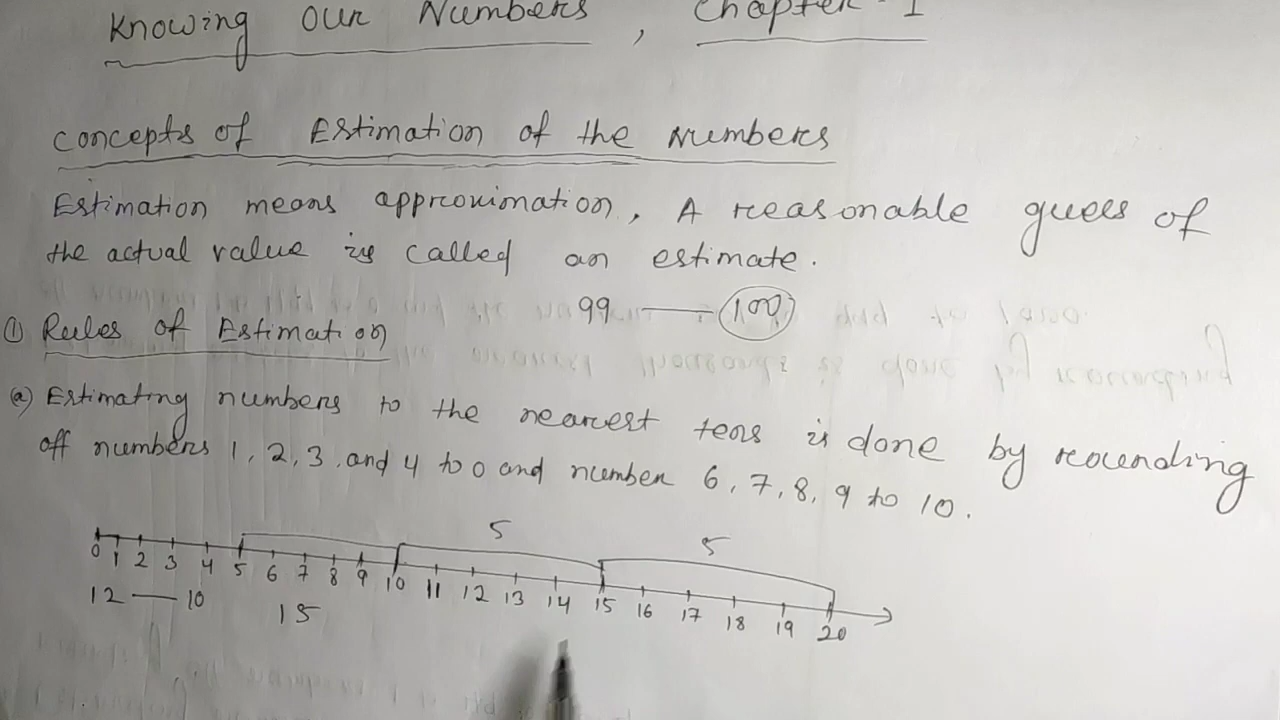 Knowing Our Numbers, Chapter - 1
Concepts of Estimation of the Numbers
Estimation means approximation, A reasonable guess of
the actual value is called an estimate.
99 — 100
① Rules of Estimation
(a) Estimating numbers to the nearest tens is done by rounding
off numbers 1, 2, 3, and 4 to 0 and number 6, 7, 8, 9 to 10.
5 5
0 1 2 3 4 5 6 7 8 9 10 11 12 13 14 15 16 17 18 19 20
12 — 10 15